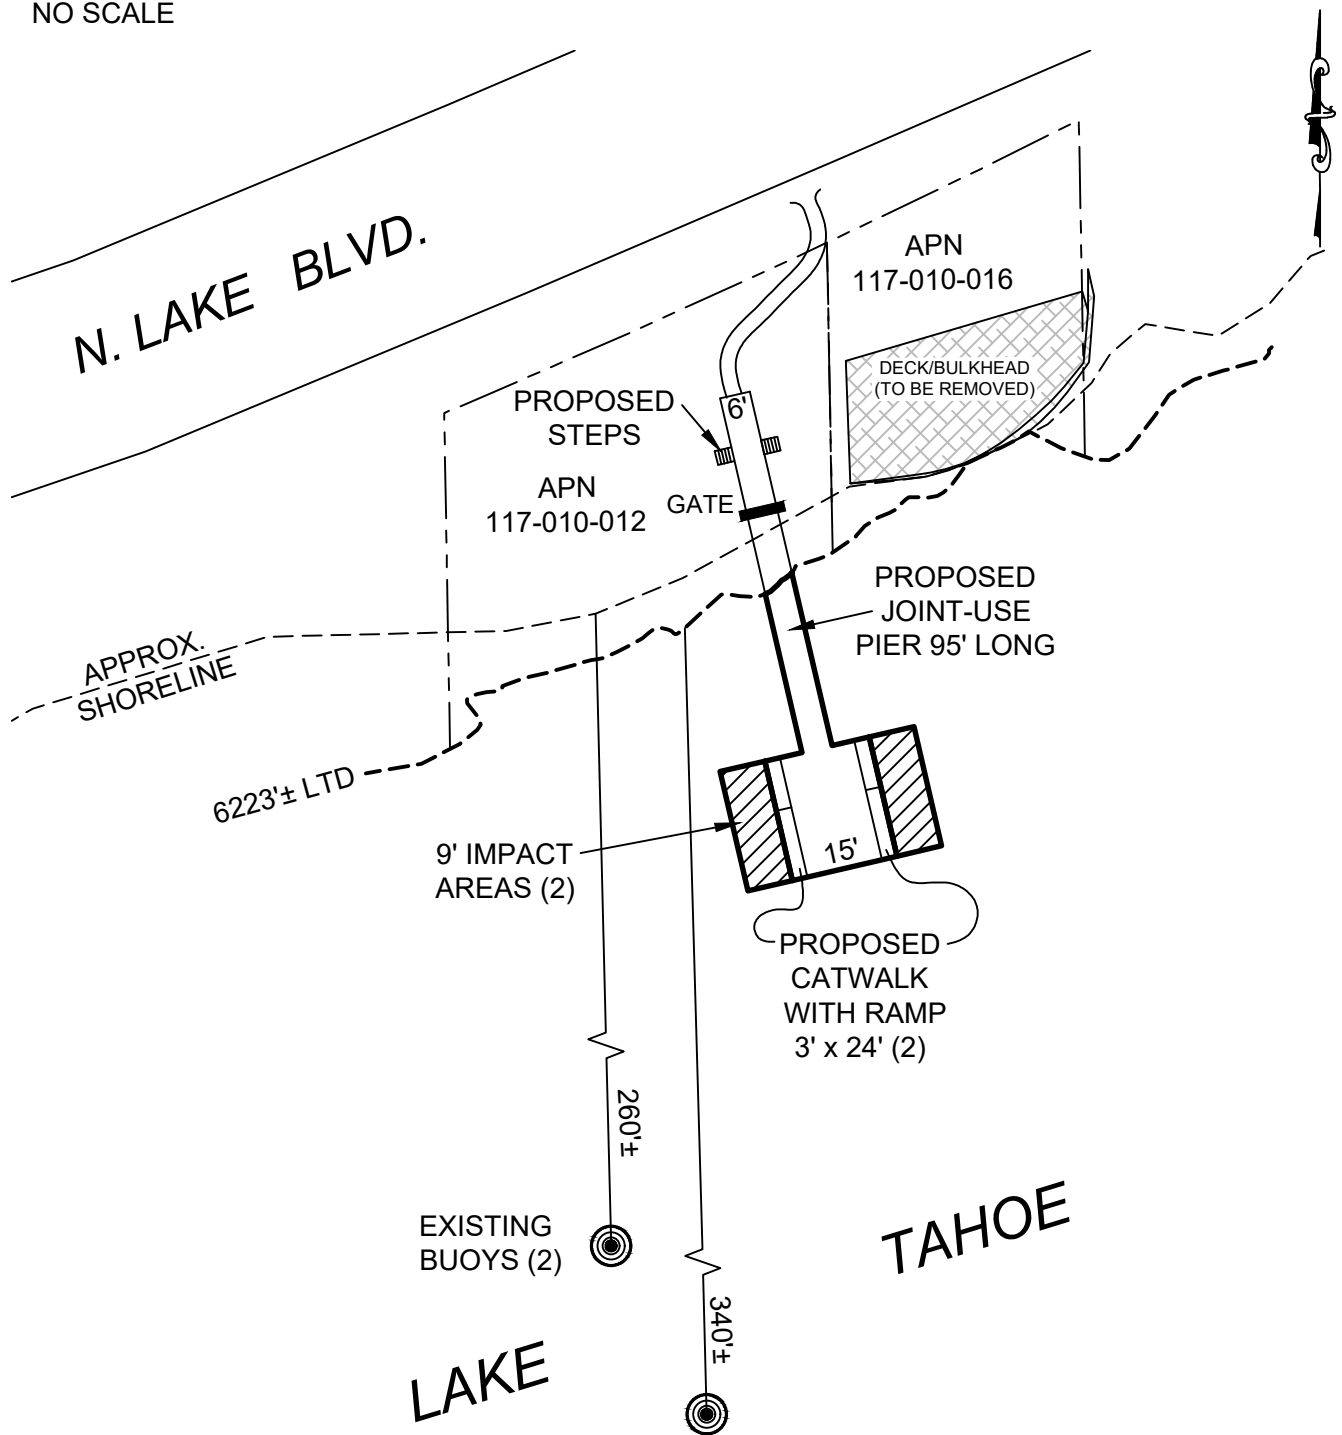 NO SCALE
N. LAKE BLVD.
APN
117-010-016
DECK/BULKHEAD
(TO BE REMOVED)
PROPOSED
STEPS
6'
APN
117-010-012
GATE
PROPOSED
JOINT-USE
PIER 95' LONG
APPROX.
SHORELINE
6223'± LTD
9' IMPACT
AREAS (2)
15'
PROPOSED
CATWALK
WITH RAMP
3' x 24' (2)
260'±
EXISTING
BUOYS (2)
340'±
LAKE
TAHOE